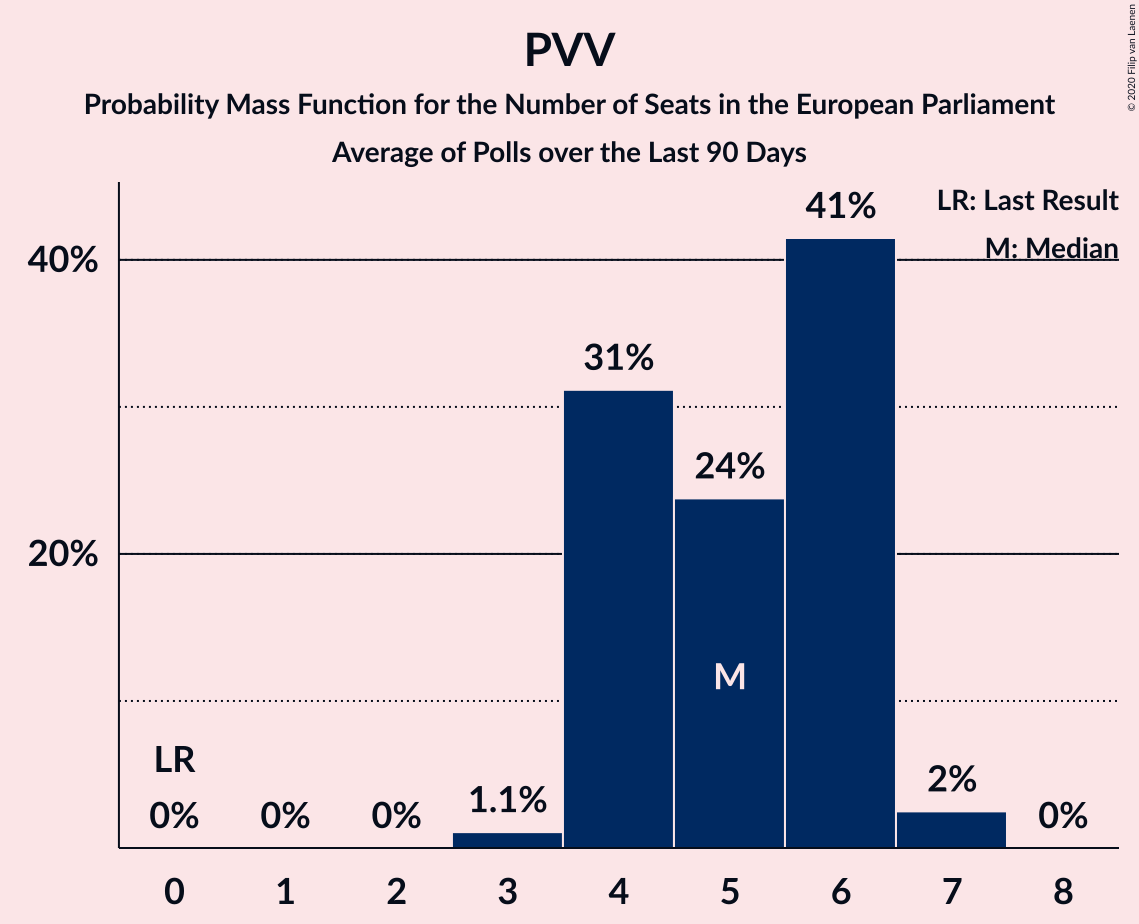 PVV
Probability Mass Function for the Number of Seats in the European Parliament
Average of Polls over the Last 90 Days
© 2020 Filip van Laenen
LR: Last Result
M: Median
40%
20%
LR
0%
0%
0%
1.1%
31%
24%
M
41%
2%
0%
0
1
2
3
4
5
6
7
8